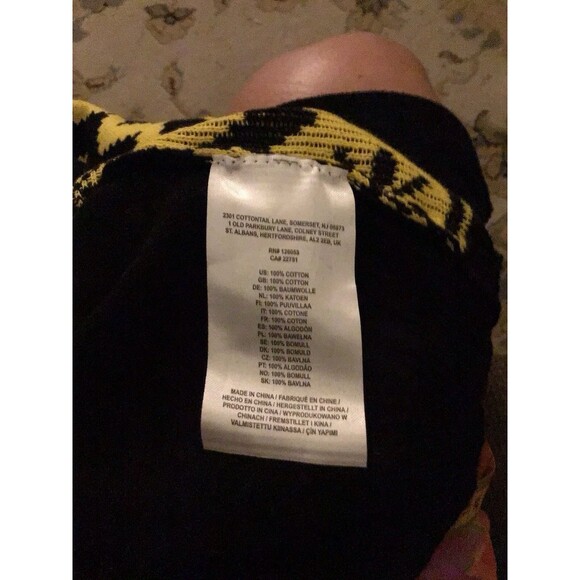 2301 COTTONTAIL LANE, SOMERSET, NJ 08873
1 OLD PARKBURY LANE, COLNEY STREET
ST. ALBANS, HERTFORDSHIRE, AL2 2EB, UK
RN#
CA# 22781
US: 100% COTTON
GB: 100% COTTON
DE: 100% BAUMWOLLE
NL: 100% KATOEN
FI: 100% PUUVILLAA
IT: 100% COTONE
FR: 100% COTON
ES: 100% ALGODÓN
PL: 100% BAWEŁNA
SE: 100% BOMULL
DK: 100% BOMULD
CZ: 100% BAVLNA
PT: 100% ALGODÃO
NO: 100% BOMULL
SK: 100% BAVLNA
MADE IN CHINA / FABRIQUÉ EN CHINE /
HECHO EN CHINA / HERGESTELLT IN CHINA /
PRODOTTO IN CINA / WYPRODUKOWANO W
CHINACH / FREMSTILLET I KINA /
VALMISTETTU KIINASSA / ÇİN YAPIMI